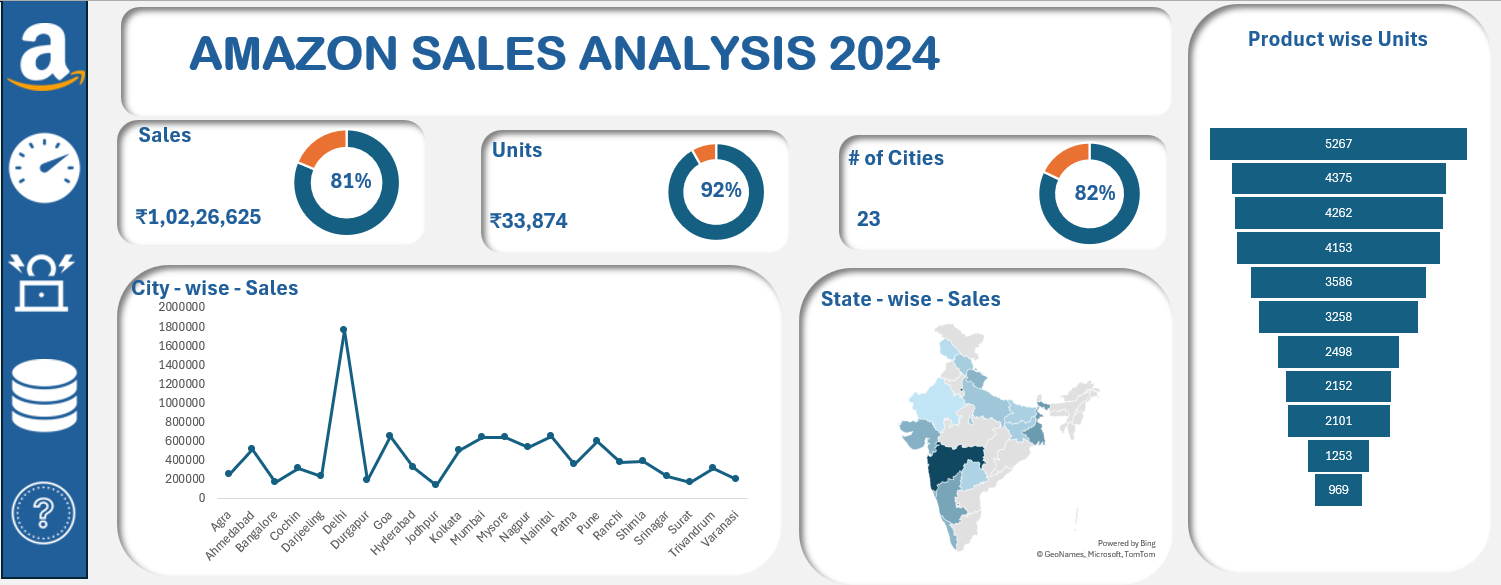 a
AMAZON SALES ANALYSIS 2024
Sales
81%
₹1,02,26,625
Units
92%
₹33,874
# of Cities
82%
23
City - wise - Sales
2000000
1800000
1600000
1400000
1200000
1000000
800000
600000
400000
200000
0
Agra
Ahmedabad
Bangalore
Cochin
Darjeeling
Delhi
Durgapur
Goa
Hyderabad
Jodhpur
Kolkata
Mumbai
Mysore
Nagpur
Nainital
Patna
Pune
Ranchi
Shimla
Srinagar
Surat
Trivandrum
Varanasi
State - wise - Sales
Powered by Bing
© GeoNames, Microsoft, TomTom
Product wise Units
5267
4375
4262
4153
3586
3258
2498
2152
2101
1253
969
?